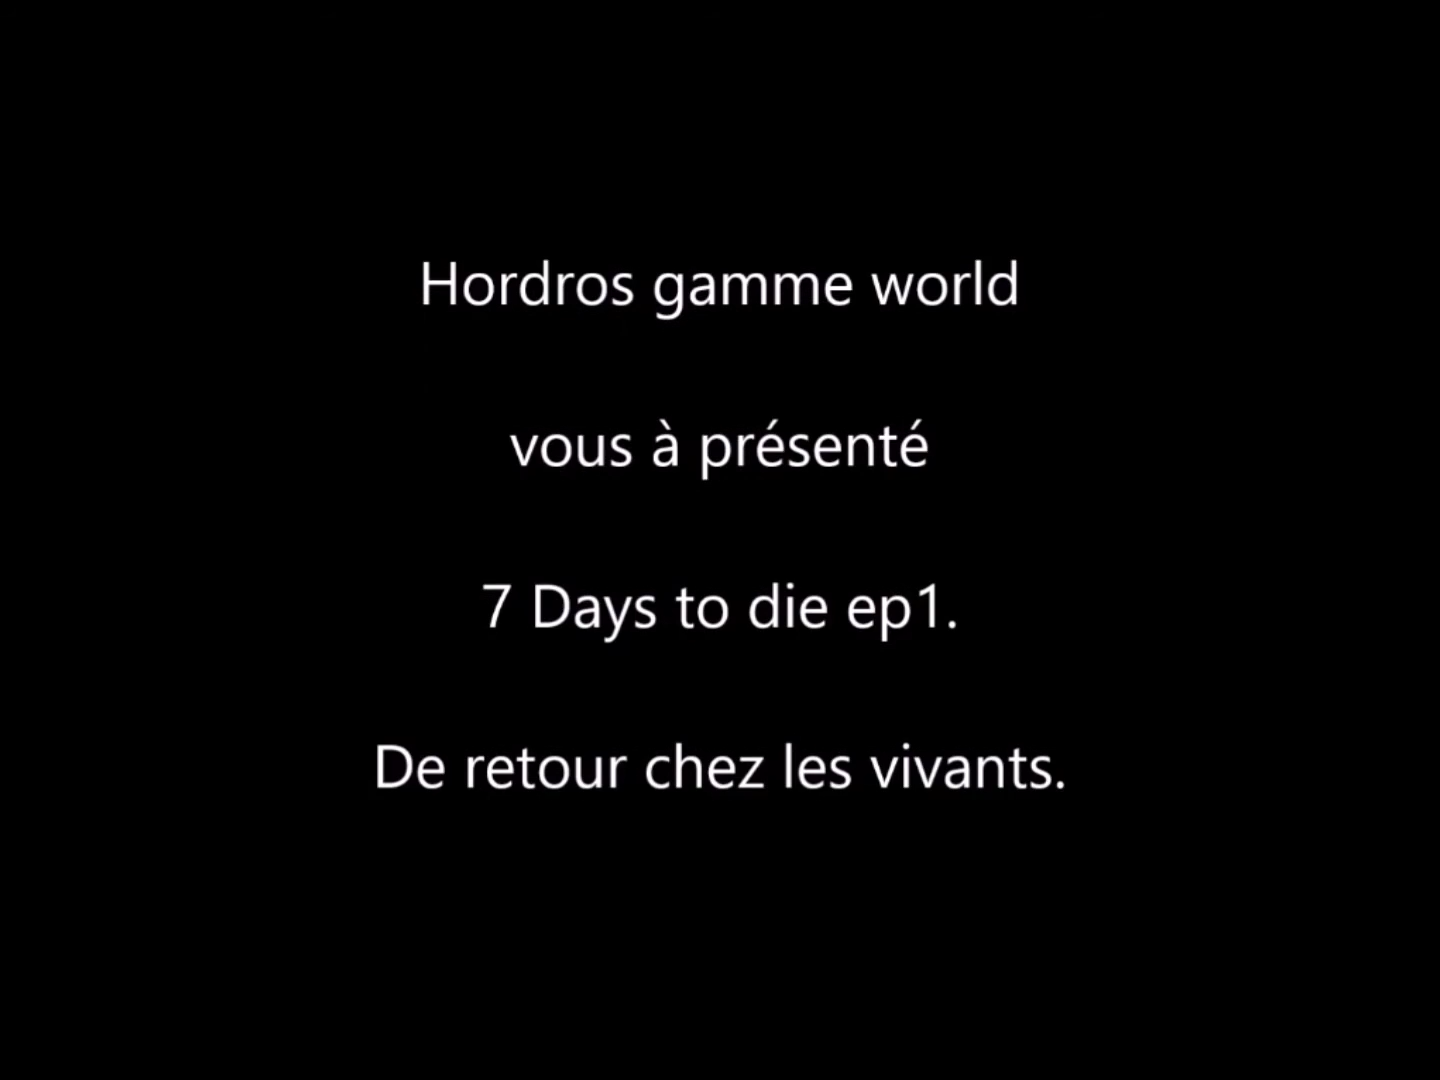 Hordros gamme world
vous à présenté
7 Days to die ep1.
De retour chez les vivants.